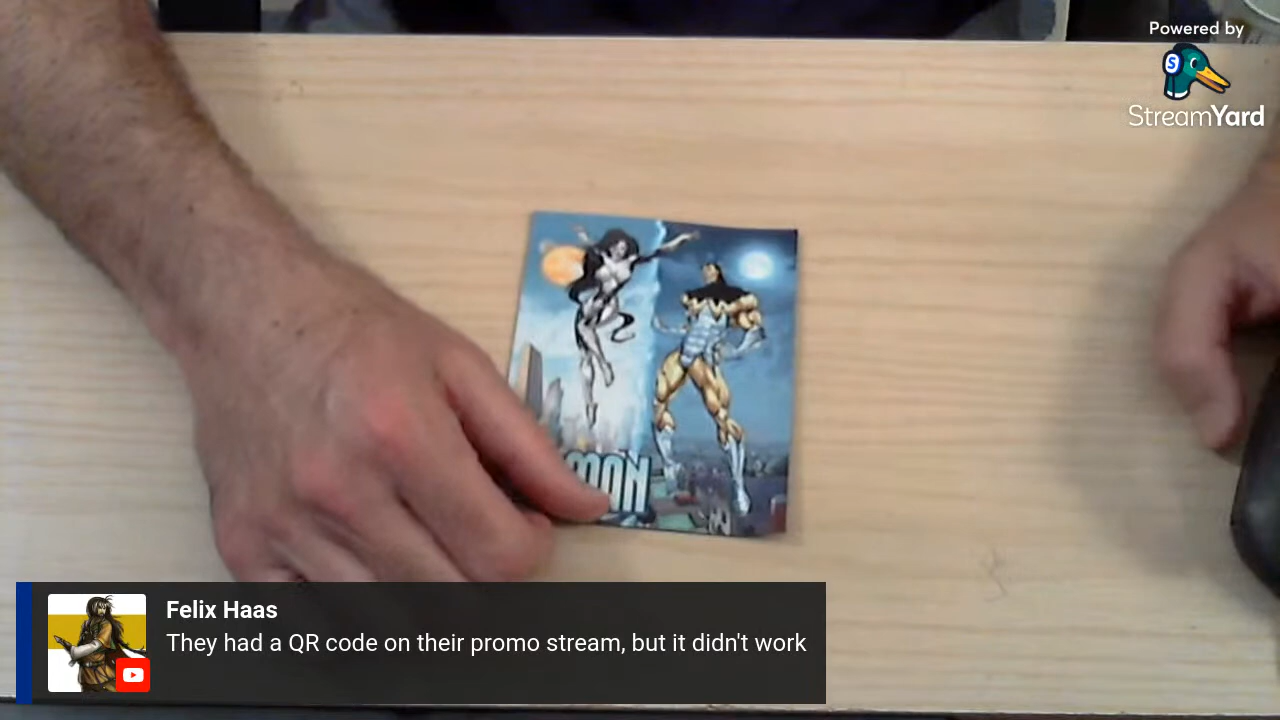 Powered by
StreamYard
MON
Felix Haas
They had a QR code on their promo stream, but it didn't work